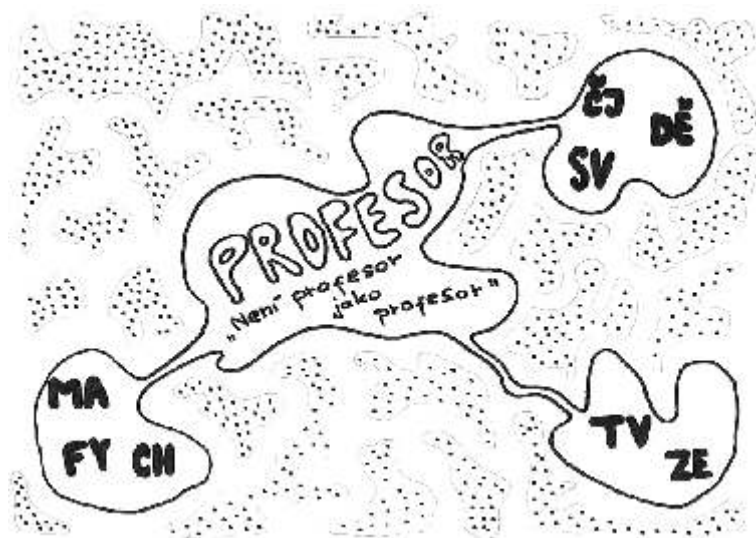 ČJ
DĚ
SV
PROFESOR
„Není profesor
jako
profesor"
MA
FY CH
TV
ZE